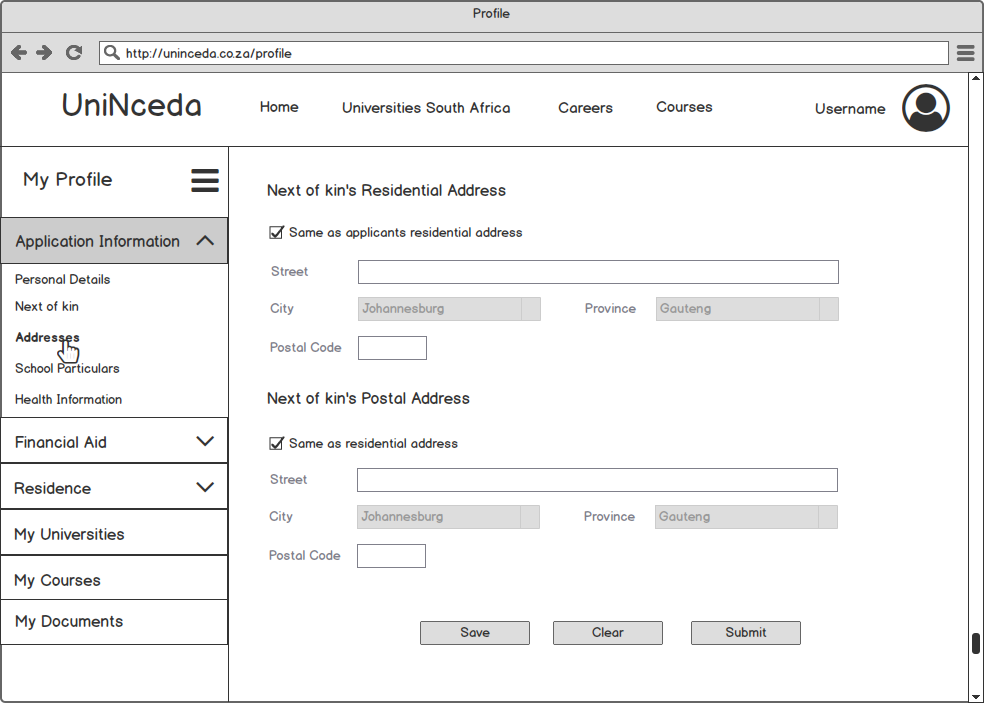 Profile
http://uninceda.co.za/profile
UniNceda Home Universities South Africa Careers Courses Username
My Profile
Application Information
Personal Details
Next of kin
Addresses
School Particulars
Health Information
Financial Aid
Residence
My Universities
My Courses
My Documents
Next of kin's Residential Address
Same as applicants residential address
Street
City Johannesburg Province Gauteng
Postal Code
Next of kin's Postal Address
Same as residential address
Street
City Johannesburg Province Gauteng
Postal Code
Save Clear Submit